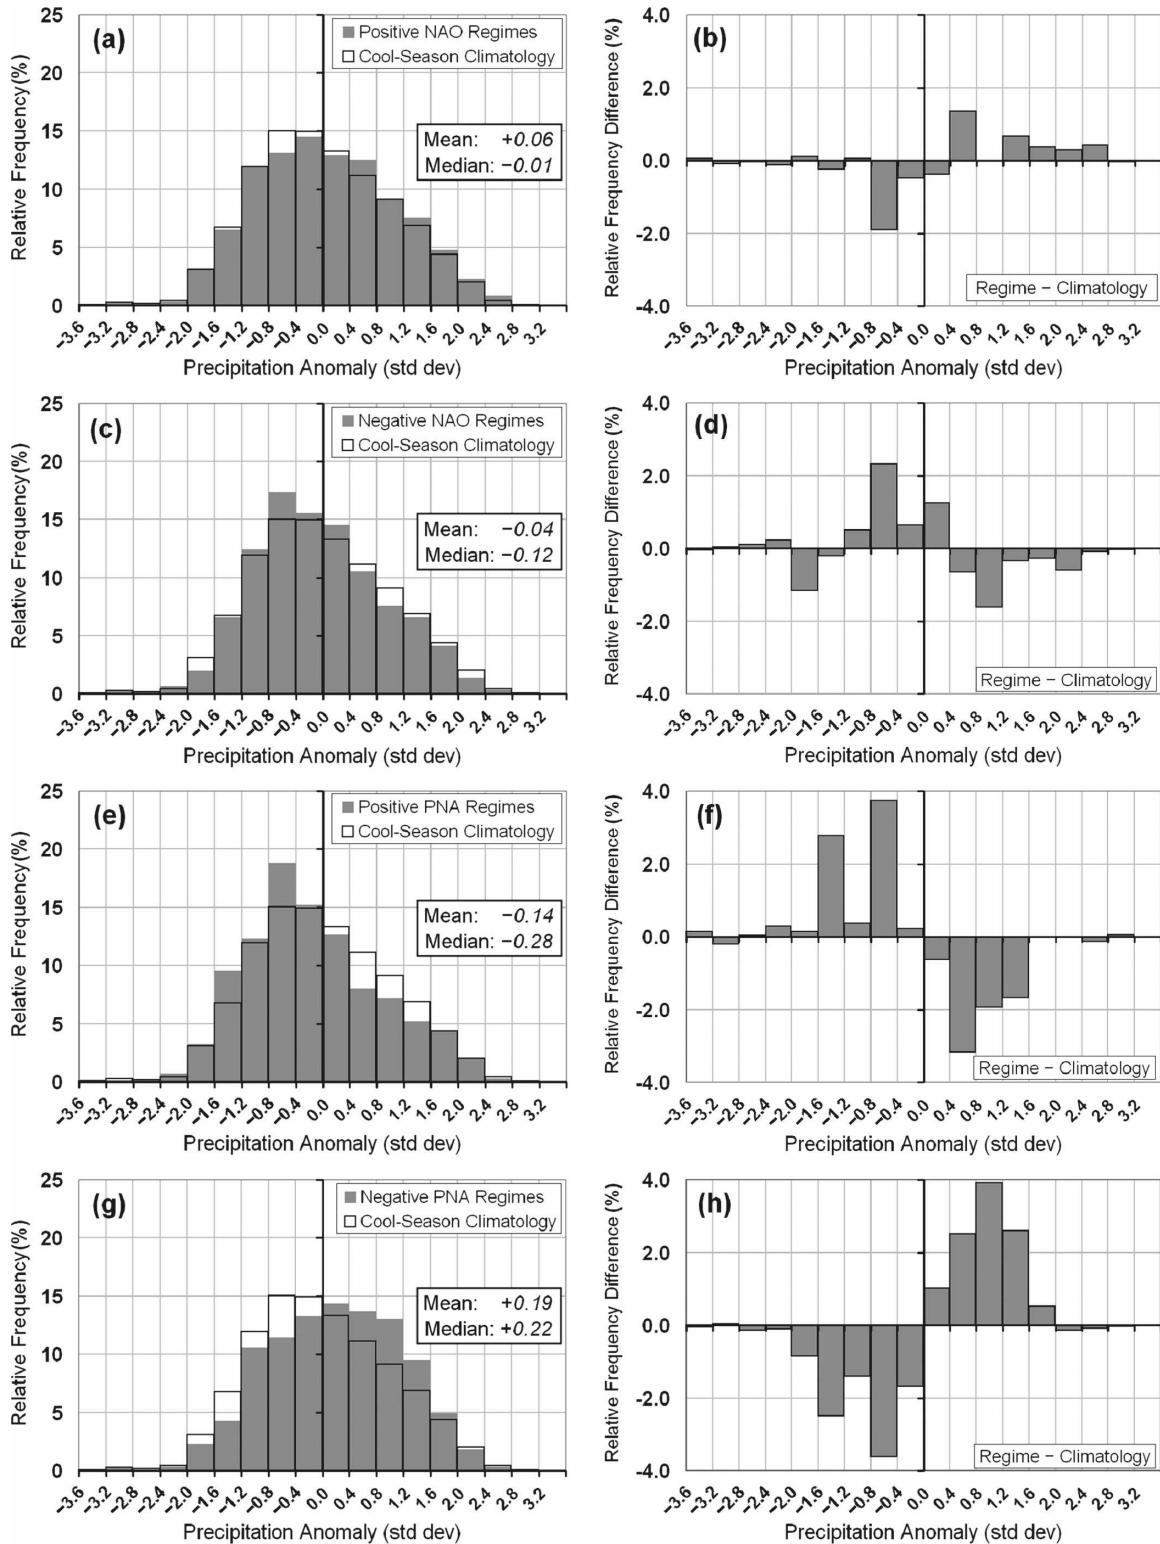 (a)
Positive NAO Regimes
Cool-Season Climatology
Mean: +0.06
Median: −0.01
Relative Frequency(%)
25
20
15
10
5
0
−3.6 −3.2 −2.8 −2.4 −2.0 −1.6 −1.2 −0.8 −0.4 0.0 0.4 0.8 1.2 1.6 2.0 2.4 2.8 3.2
Precipitation Anomaly (std dev)
(b)
Relative Frequency Difference (%)
4.0
2.0
0.0
-2.0
-4.0
Regime − Climatology
−3.6 −3.2 −2.8 −2.4 −2.0 −1.6 −1.2 −0.8 −0.4 0.0 0.4 0.8 1.2 1.6 2.0 2.4 2.8 3.2
Precipitation Anomaly (std dev)
(c)
Negative NAO Regimes
Cool-Season Climatology
Mean: −0.04
Median: −0.12
Relative Frequency(%)
25
20
15
10
5
0
−3.6 −3.2 −2.8 −2.4 −2.0 −1.6 −1.2 −0.8 −0.4 0.0 0.4 0.8 1.2 1.6 2.0 2.4 2.8 3.2
Precipitation Anomaly (std dev)
(d)
Relative Frequency Difference (%)
4.0
2.0
0.0
-2.0
-4.0
Regime − Climatology
−3.6 −3.2 −2.8 −2.4 −2.0 −1.6 −1.2 −0.8 −0.4 0.0 0.4 0.8 1.2 1.6 2.0 2.4 2.8 3.2
Precipitation Anomaly (std dev)
(e)
Positive PNA Regimes
Cool-Season Climatology
Mean: −0.14
Median: −0.28
Relative Frequency(%)
25
20
15
10
5
0
−3.6 −3.2 −2.8 −2.4 −2.0 −1.6 −1.2 −0.8 −0.4 0.0 0.4 0.8 1.2 1.6 2.0 2.4 2.8 3.2
Precipitation Anomaly (std dev)
(f)
Relative Frequency Difference (%)
4.0
2.0
0.0
-2.0
-4.0
Regime − Climatology
−3.6 −3.2 −2.8 −2.4 −2.0 −1.6 −1.2 −0.8 −0.4 0.0 0.4 0.8 1.2 1.6 2.0 2.4 2.8 3.2
Precipitation Anomaly (std dev)
(g)
Negative PNA Regimes
Cool-Season Climatology
Mean: +0.19
Median: +0.22
Relative Frequency(%)
25
20
15
10
5
0
−3.6 −3.2 −2.8 −2.4 −2.0 −1.6 −1.2 −0.8 −0.4 0.0 0.4 0.8 1.2 1.6 2.0 2.4 2.8 3.2
Precipitation Anomaly (std dev)
(h)
Relative Frequency Difference (%)
4.0
2.0
0.0
-2.0
-4.0
Regime − Climatology
−3.6 −3.2 −2.8 −2.4 −2.0 −1.6 −1.2 −0.8 −0.4 0.0 0.4 0.8 1.2 1.6 2.0 2.4 2.8 3.2
Precipitation Anomaly (std dev)